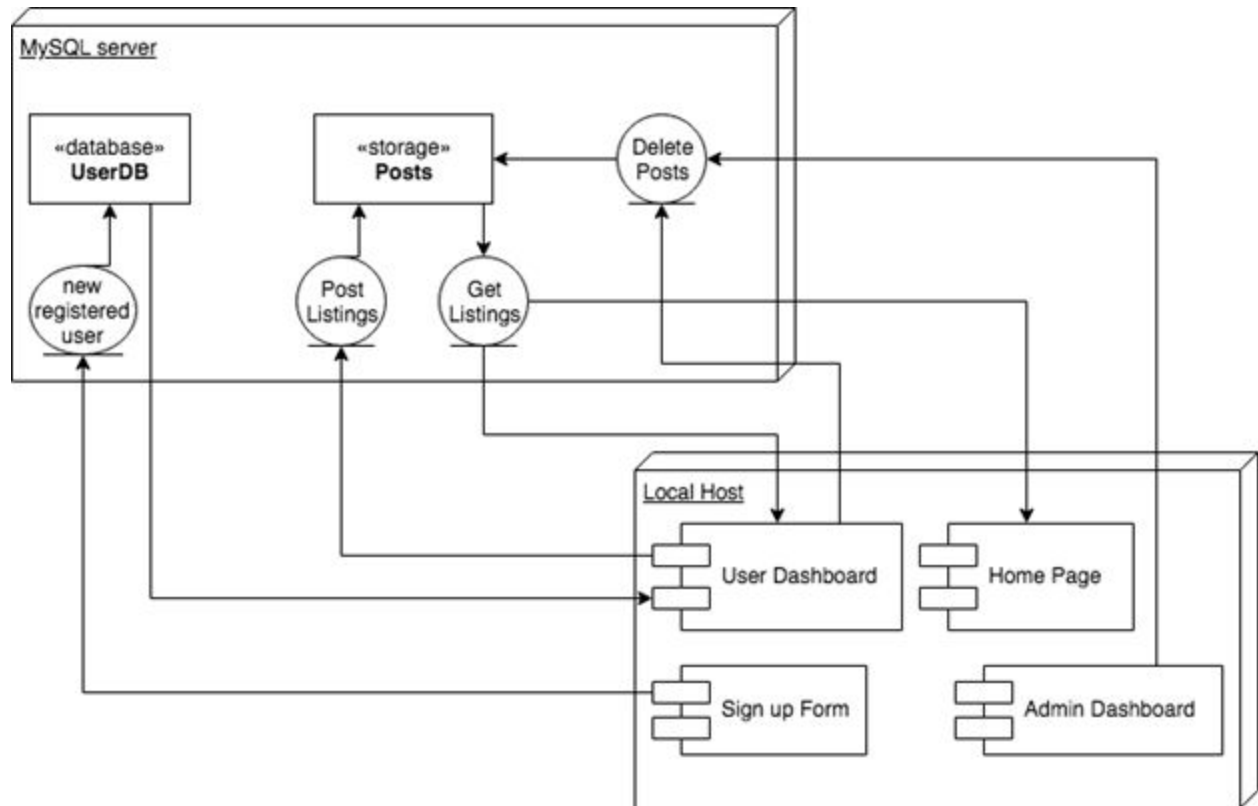 MySQL server
«database»
UserDB
«storage»
Posts
Delete
Posts
new
registered
user
Post
Listings
Get
Listings
Local Host
User Dashboard
Home Page
Sign up Form
Admin Dashboard